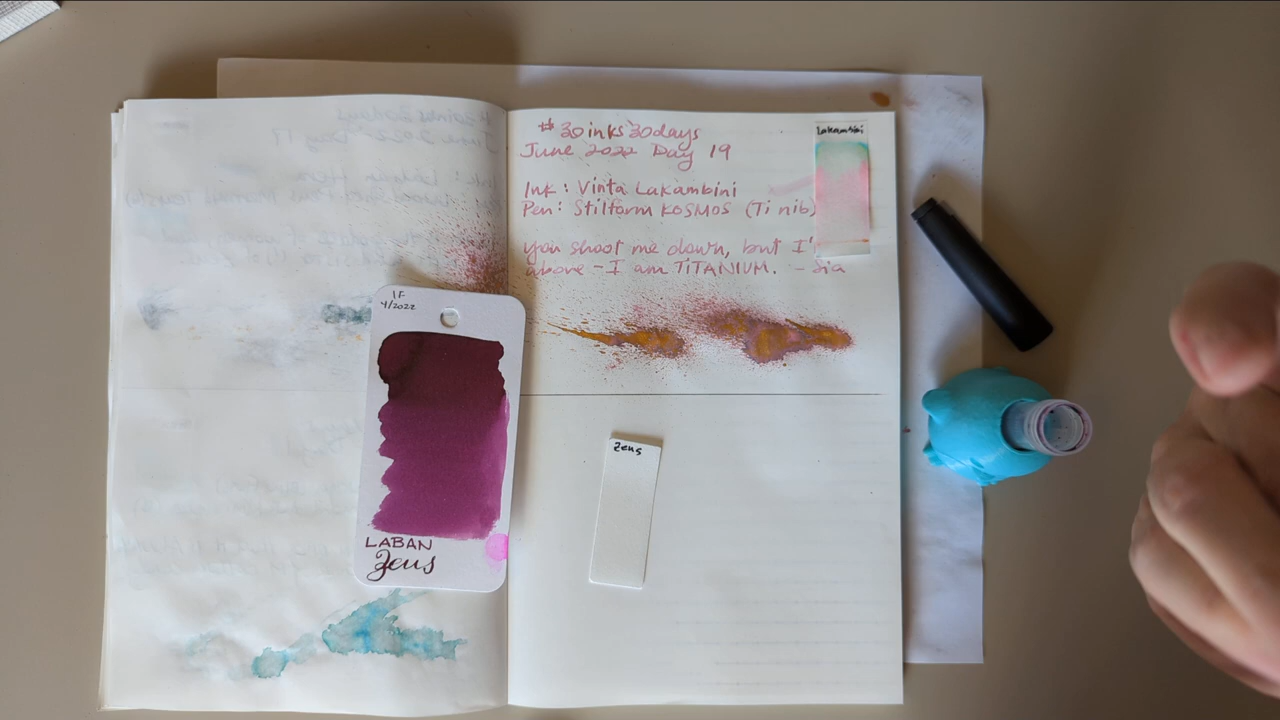 #30inks30days
June 2022 Day 19
Ink: Vinta Lakambini
Pen: Stilform KOSMOS (Ti nib)
you shoot me down, but I'
above - I am TITANIUM. - Sia
Lakambini
1F
4/2022
LABAN
Zeus
Zeus